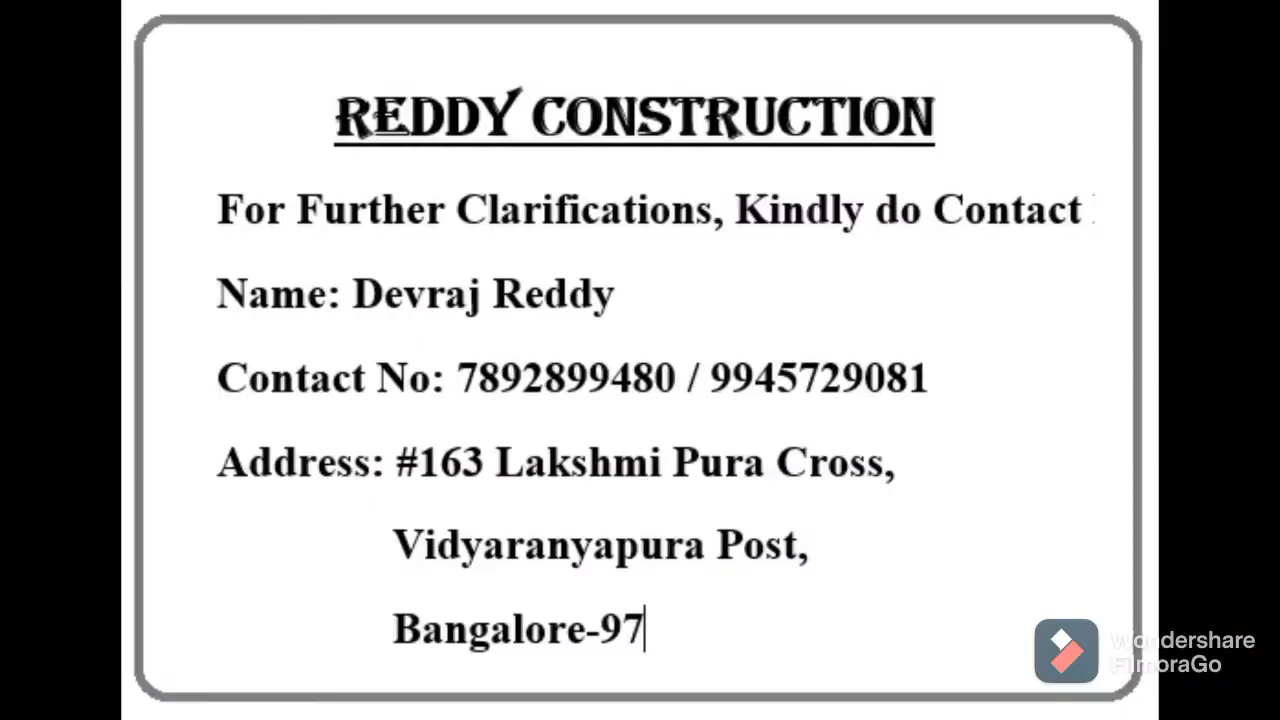 REDDY CONSTRUCTION
For Further Clarifications, Kindly do Contact
Name: Devraj Reddy
Contact No: 7892899480 / 9945729081
Address: #163 Lakshmi Pura Cross,
Vidyaranyapura Post,
Bangalore-97
Wondershare
FilmoraGo